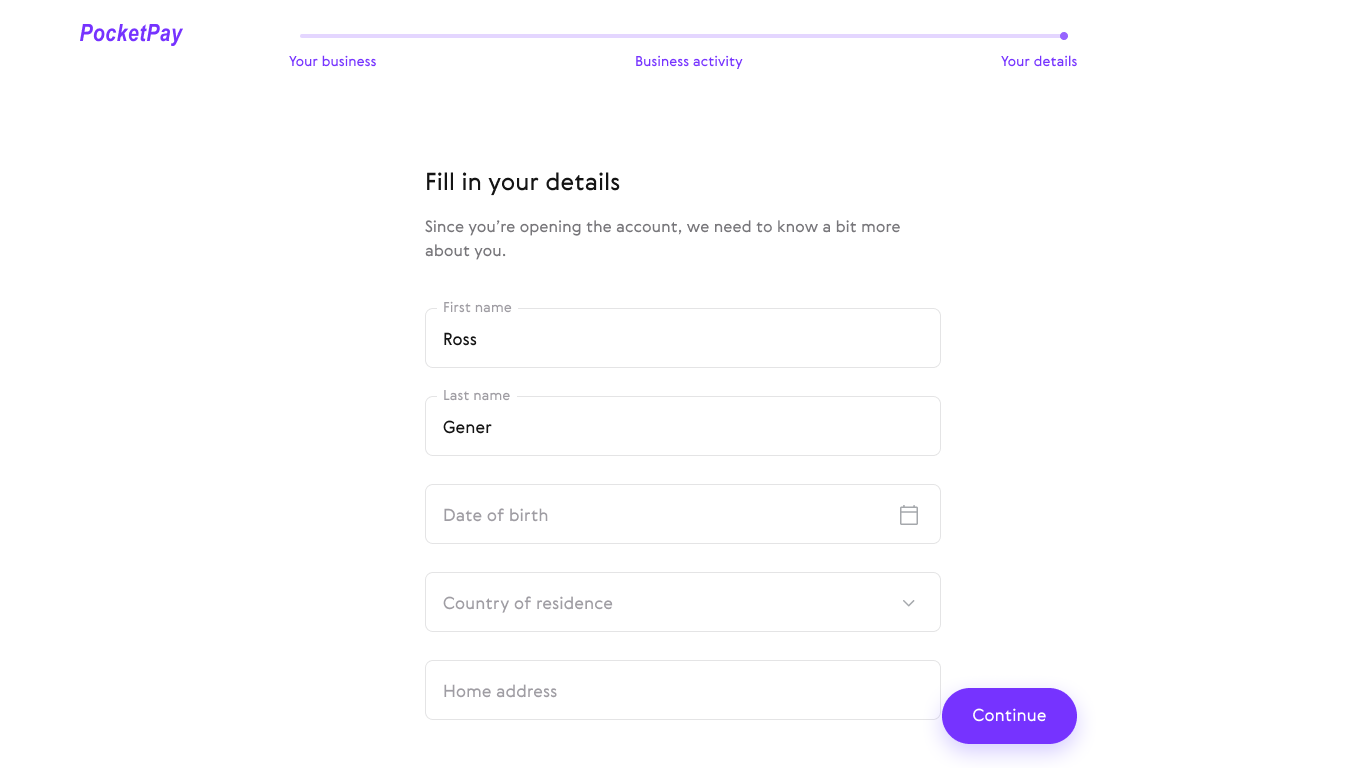 PocketPay
Your business
Business activity
Your details
Fill in your details
Since you're opening the account, we need to know a bit more
about you.
First name
Ross
Last name
Gener
Date of birth
Country of residence
Home address
Continue